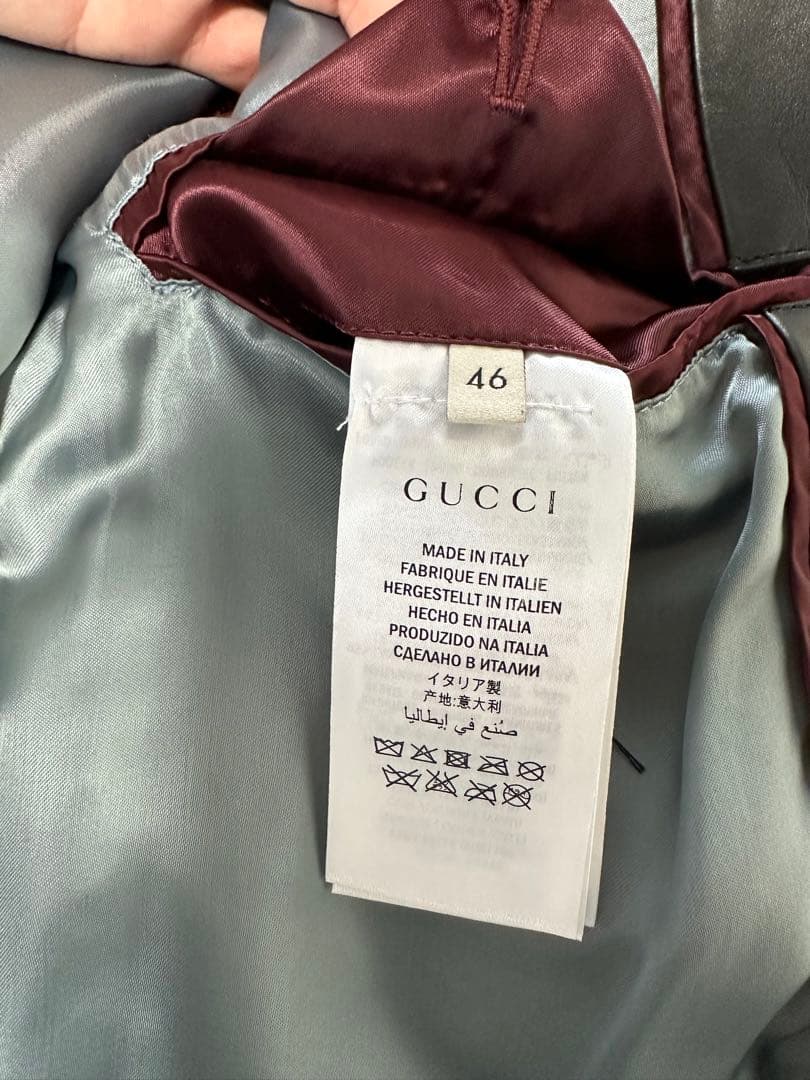 46
GUCCI
MADE IN ITALY
FABRIQUE EN ITALIE
HERGESTELLT IN ITALIEN
HECHO EN ITALIA
PRODUZIDO NA ITALIA
СДЕЛАНО В ИТАЛИИ
イタリア製
产地:意大利
صُنع في إيطاليا